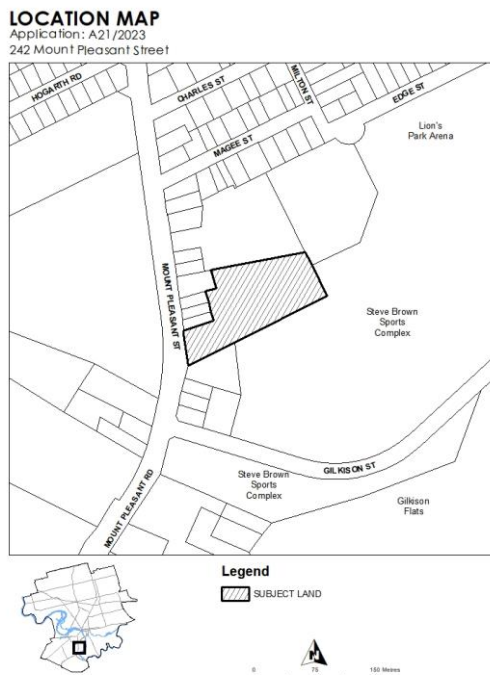 LOCATION MAP
Application: A21/2023
242 Mount Pleasant Street
HOGARTH RD
CHARLES ST
MILTON ST
EDGE ST
MAGEE ST
Lion's
Park Arena
MOUNT PLEASANT ST
Steve Brown
Sports
Complex
GILKISON ST
Steve Brown
Sports
Complex
MOUNT PLEASANT RD
Gilkison
Flats
Legend
SUBJECT LAND
N
0 75 150 Metres